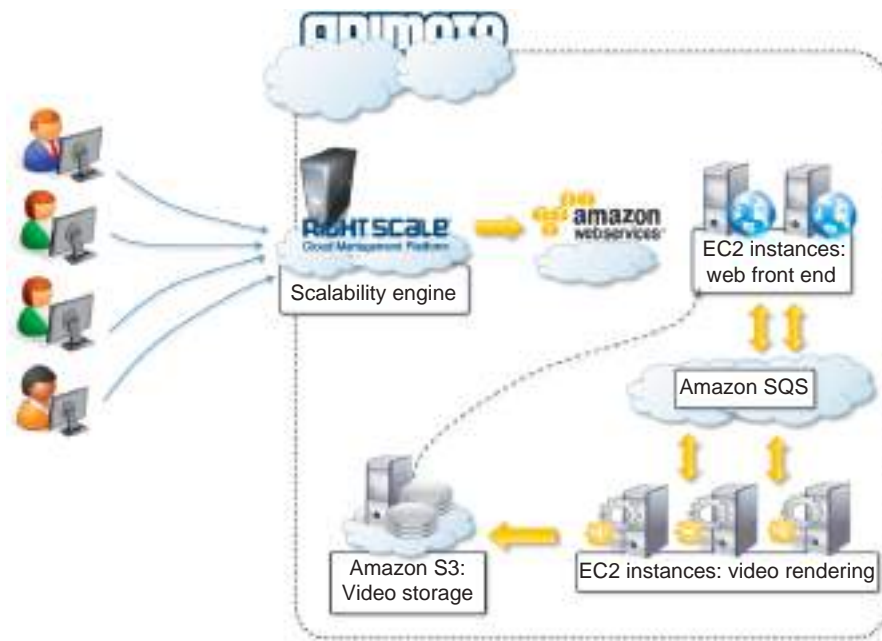 animoto
RIGHTSCALE
Cloud Management Platform
Scalability engine
amazon
webservices
EC2 instances:
web front end
Amazon SQS
Amazon S3:
Video storage
EC2 instances: video rendering